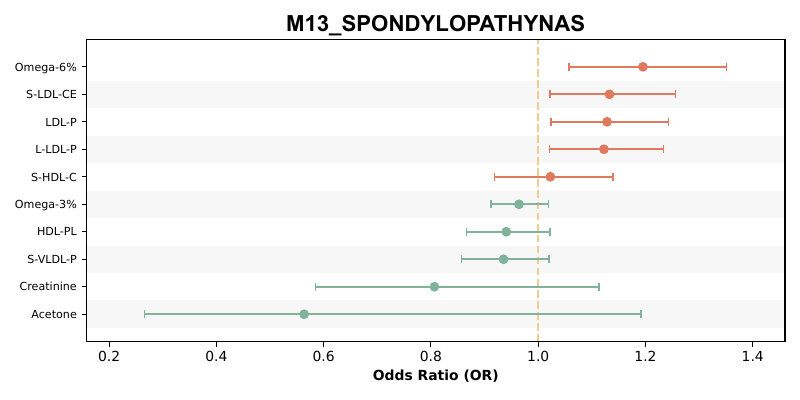 M13_SPONDYLOPATHYNAS
Omega-6%
S-LDL-CE
LDL-P
L-LDL-P
S-HDL-C
Omega-3%
HDL-PL
S-VLDL-P
Creatinine
Acetone
0.2 0.4 0.6 0.8 1.0 1.2 1.4
Odds Ratio (OR)